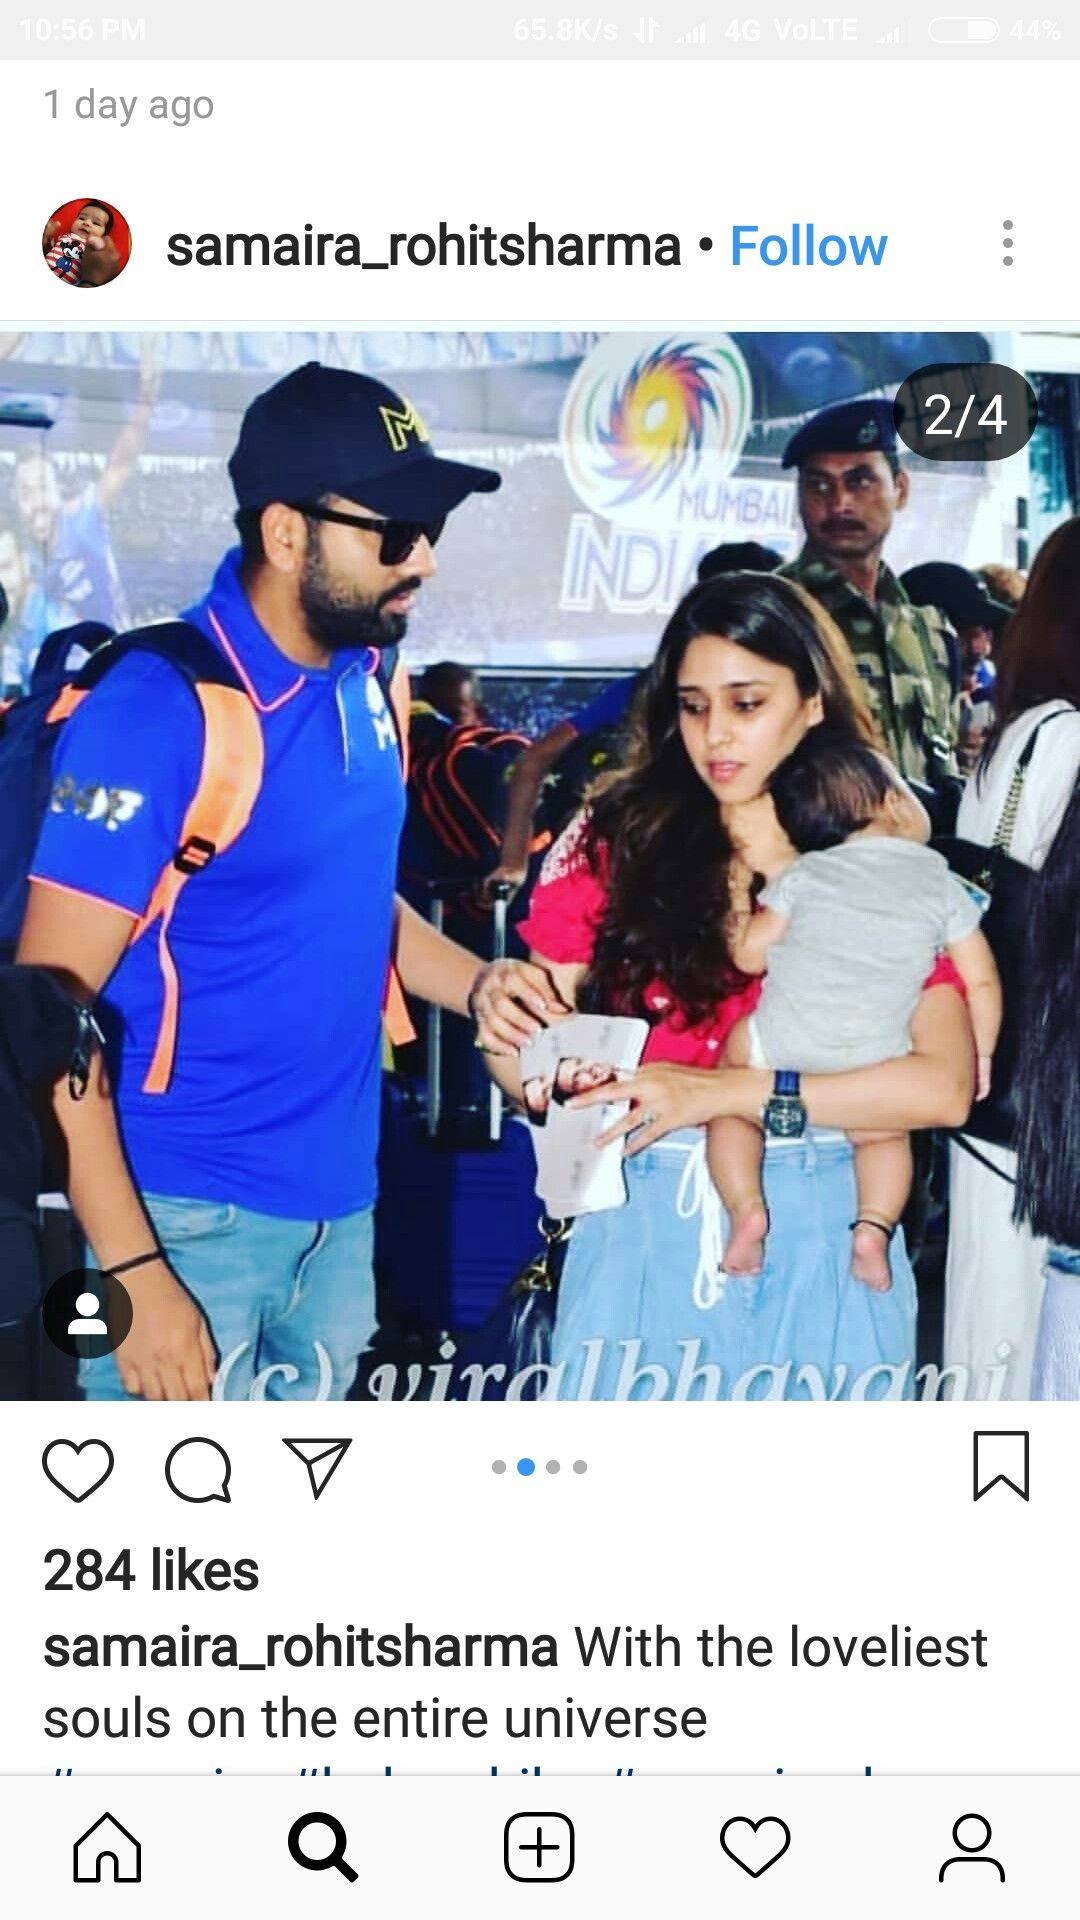 10:56 PM 65.8K/s 4G VoLTE 44%
1 day ago
samaira_rohitsharma • Follow
2/4
MUMBAI
(c) viralbhayani
284 likes
samaira_rohitsharma With the loveliest
souls on the entire universe